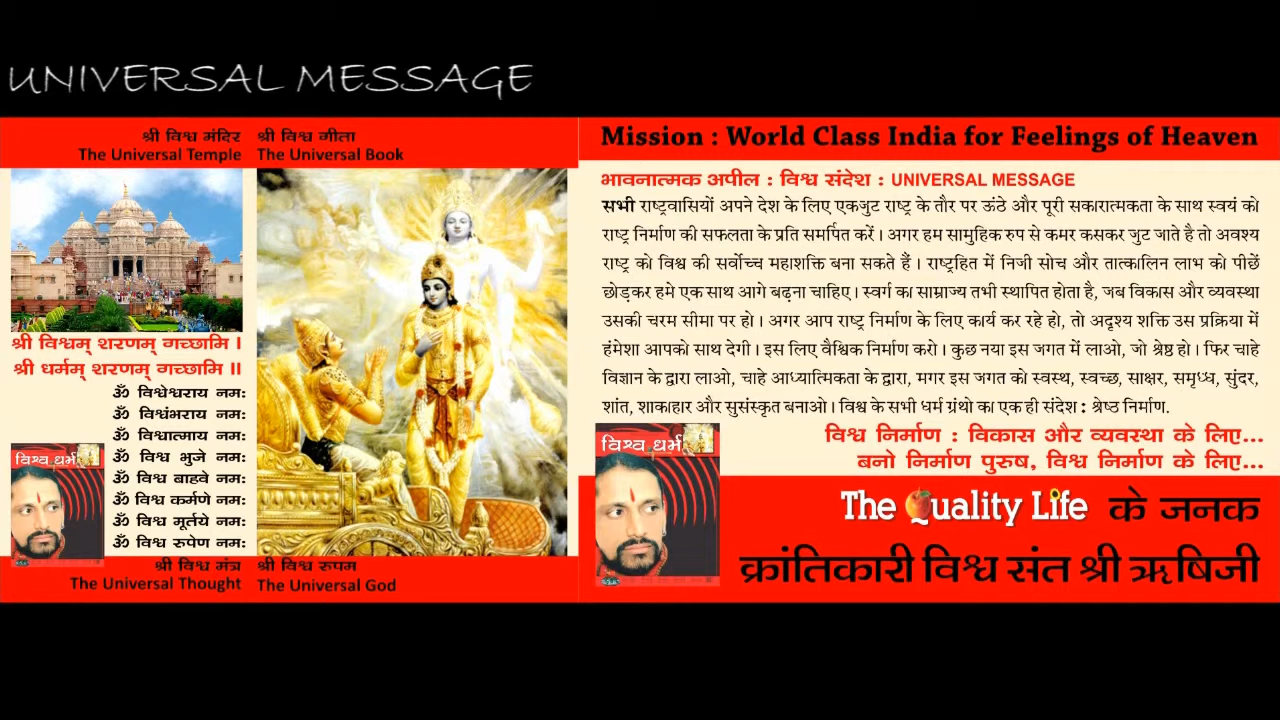 UNIVERSAL MESSAGE
श्री विश्व मंदिर
The Universal Temple
श्री विश्व गीता
The Universal Book
श्री विश्वम् शरणम् गच्छामि ।
श्री धर्मम् शरणम् गच्छामि ॥
ॐ विश्वेश्वराय नमः
ॐ विश्वंभराय नमः
ॐ विश्वात्माय नमः
ॐ विश्व भुजे नमः
ॐ विश्व बाहवे नमः
ॐ विश्व कर्मणे नमः
ॐ विश्व मूर्तये नमः
ॐ विश्व रुपेण नमः
विश्व धर्म
श्री विश्व मंत्र
The Universal Thought
श्री विश्व रुपम
The Universal God
Mission : World Class India for Feelings of Heaven
भावनात्मक अपील : विश्व संदेश : UNIVERSAL MESSAGE
सभी राष्ट्रवासियों अपने देश के लिए एकजुट राष्ट्र के तौर पर ऊंठे और पूरी सकारात्मकता के साथ स्वयं को
राष्ट्र निर्माण की सफलता के प्रति समर्पित करें । अगर हम सामुहिक रुप से कमर कसकर जुट जाते है तो अवश्य
राष्ट्र को विश्व की सर्वोच्च महाशक्ति बना सकते हैं । राष्ट्रहित में निजी सोच और तात्कालिन लाभ को पीछें
छोड़कर हमे एक साथ आगे बढ़ना चाहिए । स्वर्ग का साम्राज्य तभी स्थापित होता है, जब विकास और व्यवस्था
उसकी चरम सीमा पर हो । अगर आप राष्ट्र निर्माण के लिए कार्य कर रहे हो, तो अदृश्य शक्ति उस प्रक्रिया में
हंमेशा आपको साथ देगी । इस लिए वैश्विक निर्माण करो । कुछ नया इस जगत में लाओ, जो श्रेष्ठ हो । फिर चाहे
विज्ञान के द्वारा लाओ, चाहे आध्यात्मिकता के द्वारा, मगर इस जगत को स्वस्थ, स्वच्छ, साक्षर, समृध्ध, सुंदर,
शांत, शाकाहार और सुसंस्कृत बनाओ । विश्व के सभी धर्म ग्रंथो का एक ही संदेश : श्रेष्ठ निर्माण.
विश्व निर्माण : विकास और व्यवस्था के लिए...
बनो निर्माण पुरुष, विश्व निर्माण के लिए...
विश्व धर्म
The Quality Life के जनक
क्रांतिकारी विश्व संत श्री ऋषिजी